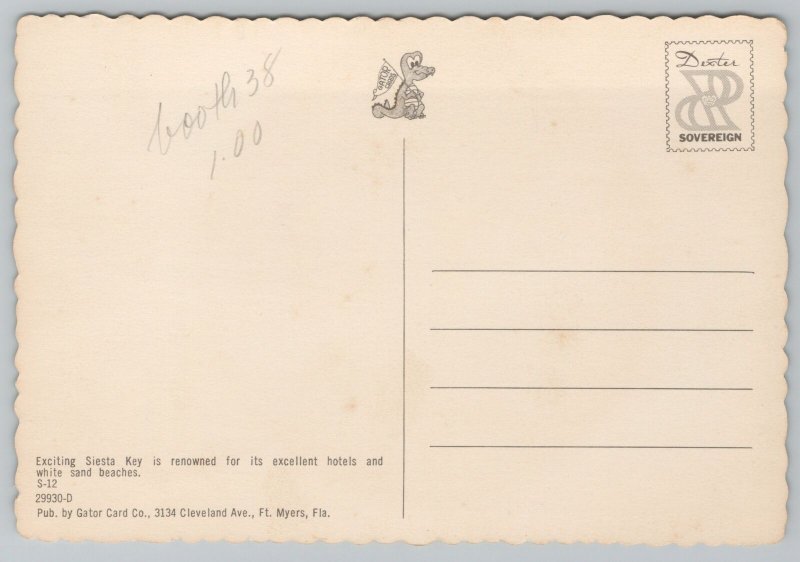 booth 38
1.00
GATOR
CARDS
Dexter
SOVEREIGN
Exciting Siesta Key is renowned for its excellent hotels and
white sand beaches.
S-12
29930-D
Pub. by Gator Card Co., 3134 Cleveland Ave., Ft. Myers, Fla.